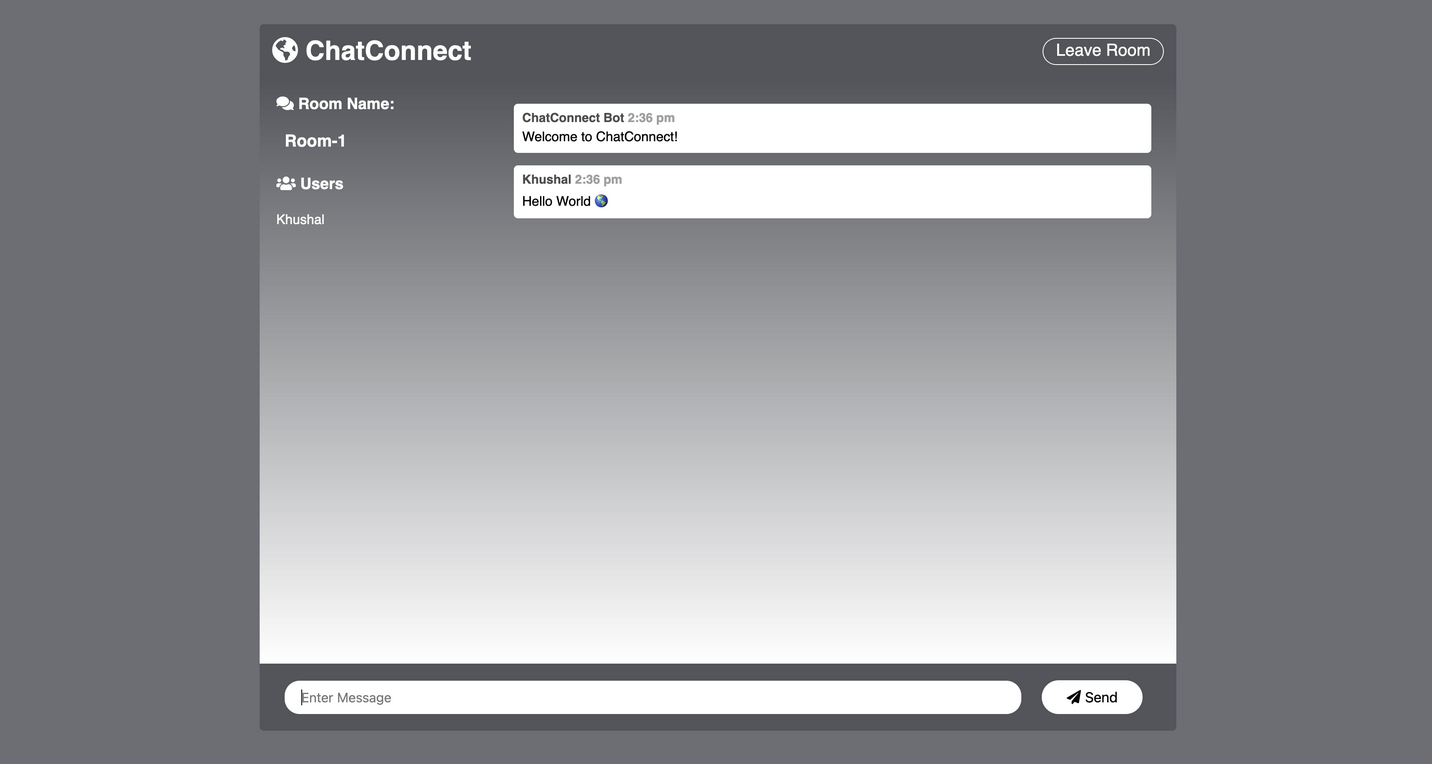 ChatConnect
Leave Room
Room Name:
Room-1
Users
Khushal
ChatConnect Bot 2:36 pm
Welcome to ChatConnect!
Khushal 2:36 pm
Hello World 🌎
Enter Message
Send